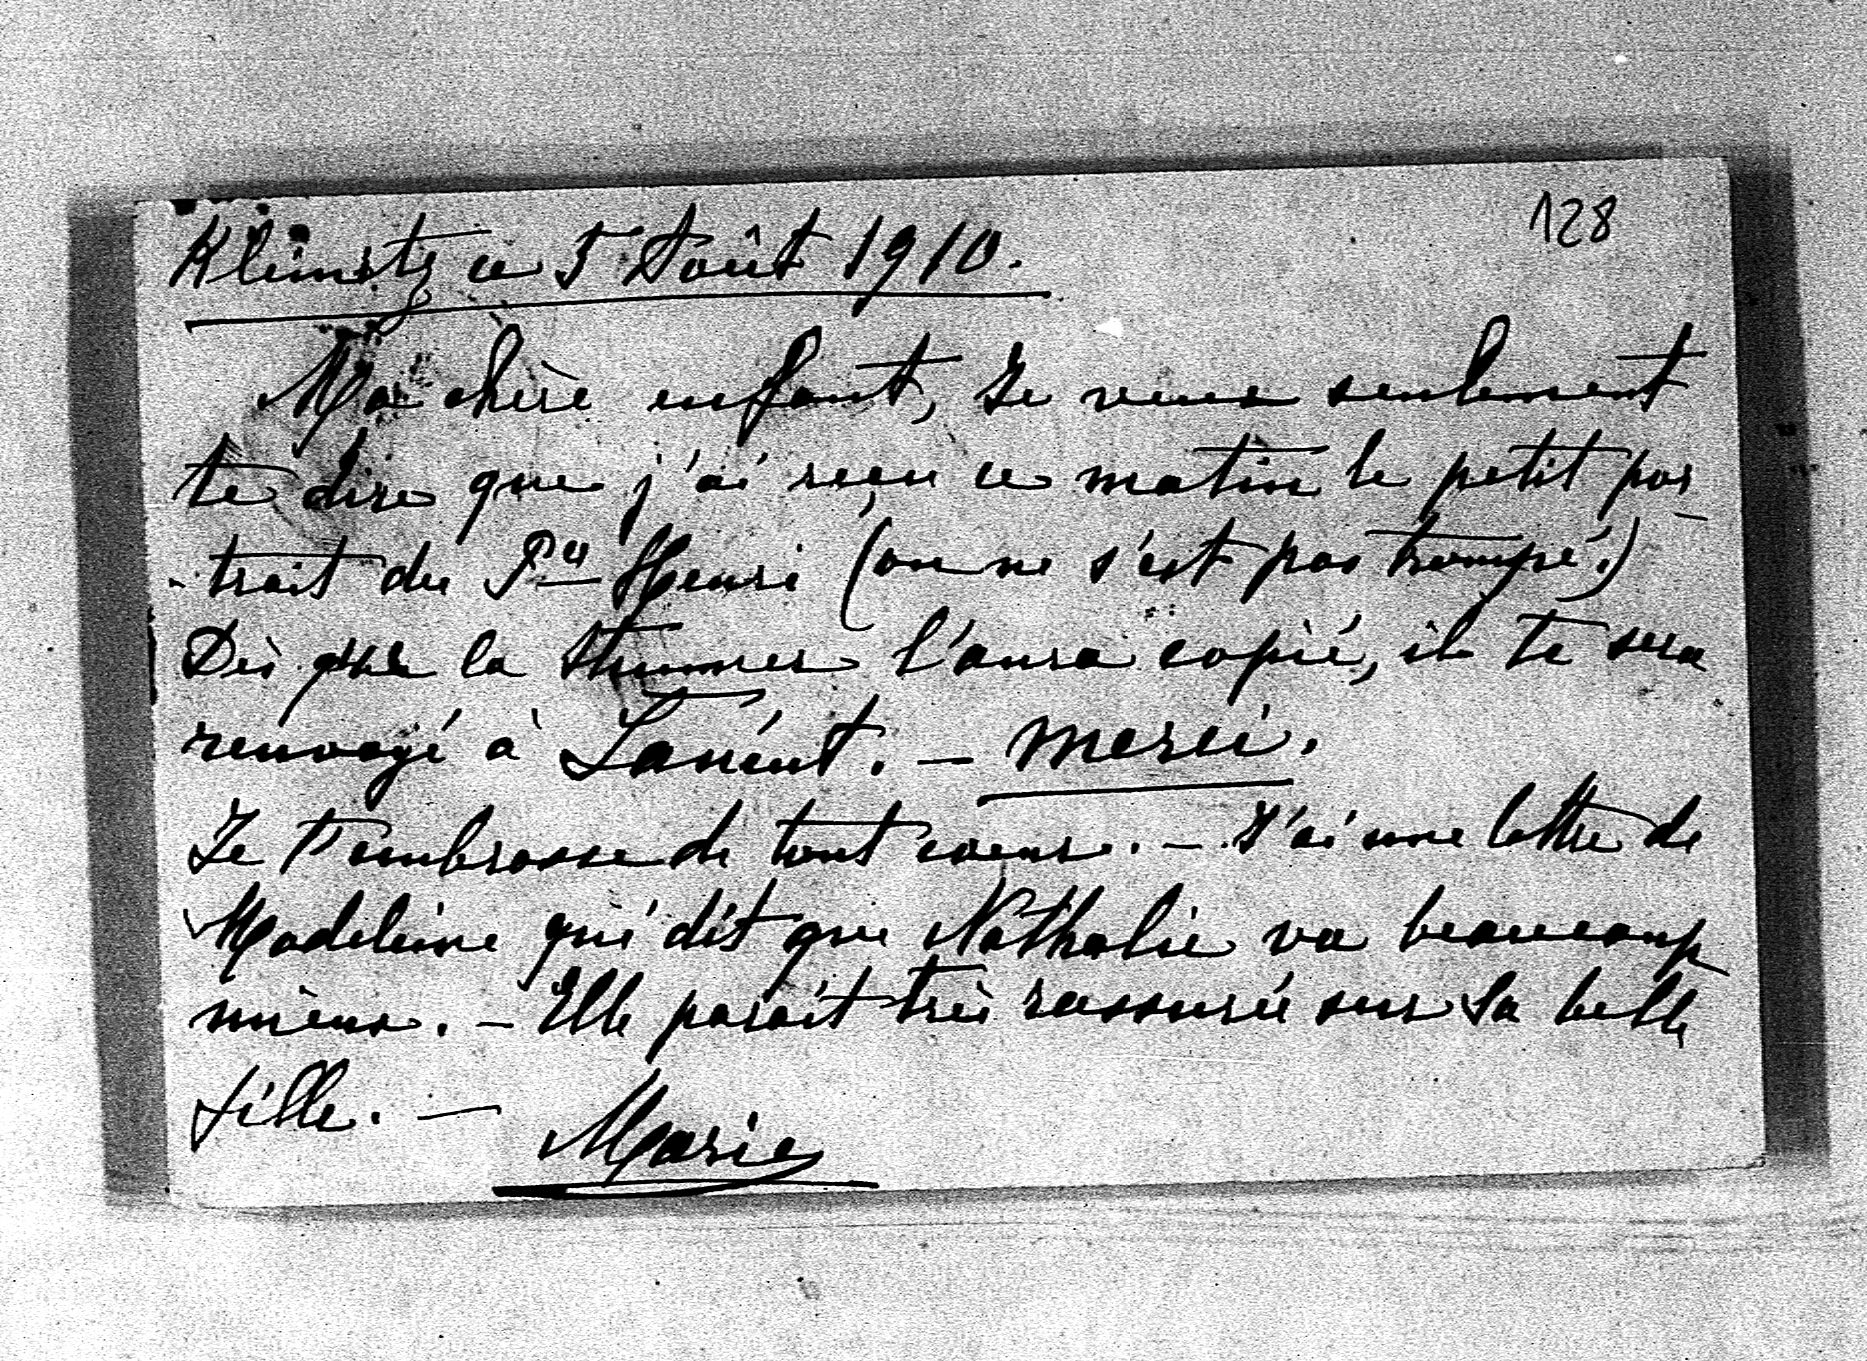 128
Kleinitz ce 5 Août 1910.
Ma chère enfant, Je veux seulement
te dire que j'ai reçu ce matin le petit por-
-trait du Pce Henri (on ne s'est pas trompé.)
Dès que la l'aura copié, il te sera
renvoyé à Łańcut. — Merci.
Je t'embrasse de tout cœur. — J'ai une lettre de
Madeleine qui dit que Nathalie va beaucoup
mieux. — Elle paraît très rassurée sur sa belle
fille. —
Marie